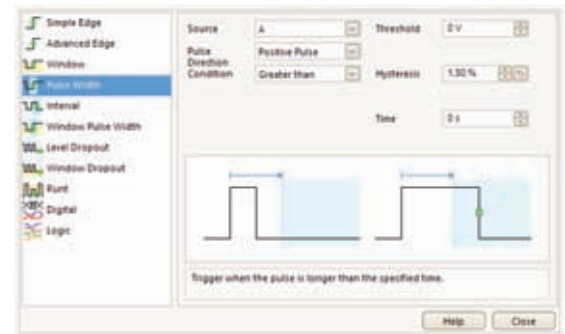 Simple Edge
Advanced Edge
Window
Pulse Width
Interval
Window Pulse Width
Level Dropout
Window Dropout
Runt
Digital
Logic
Source A Threshold 0 V
Pulse Direction Positive Pulse
Condition Greater than Hysteresis 1.50 %
Time 0 s
Trigger when the pulse is longer than the specified time.
Help Close